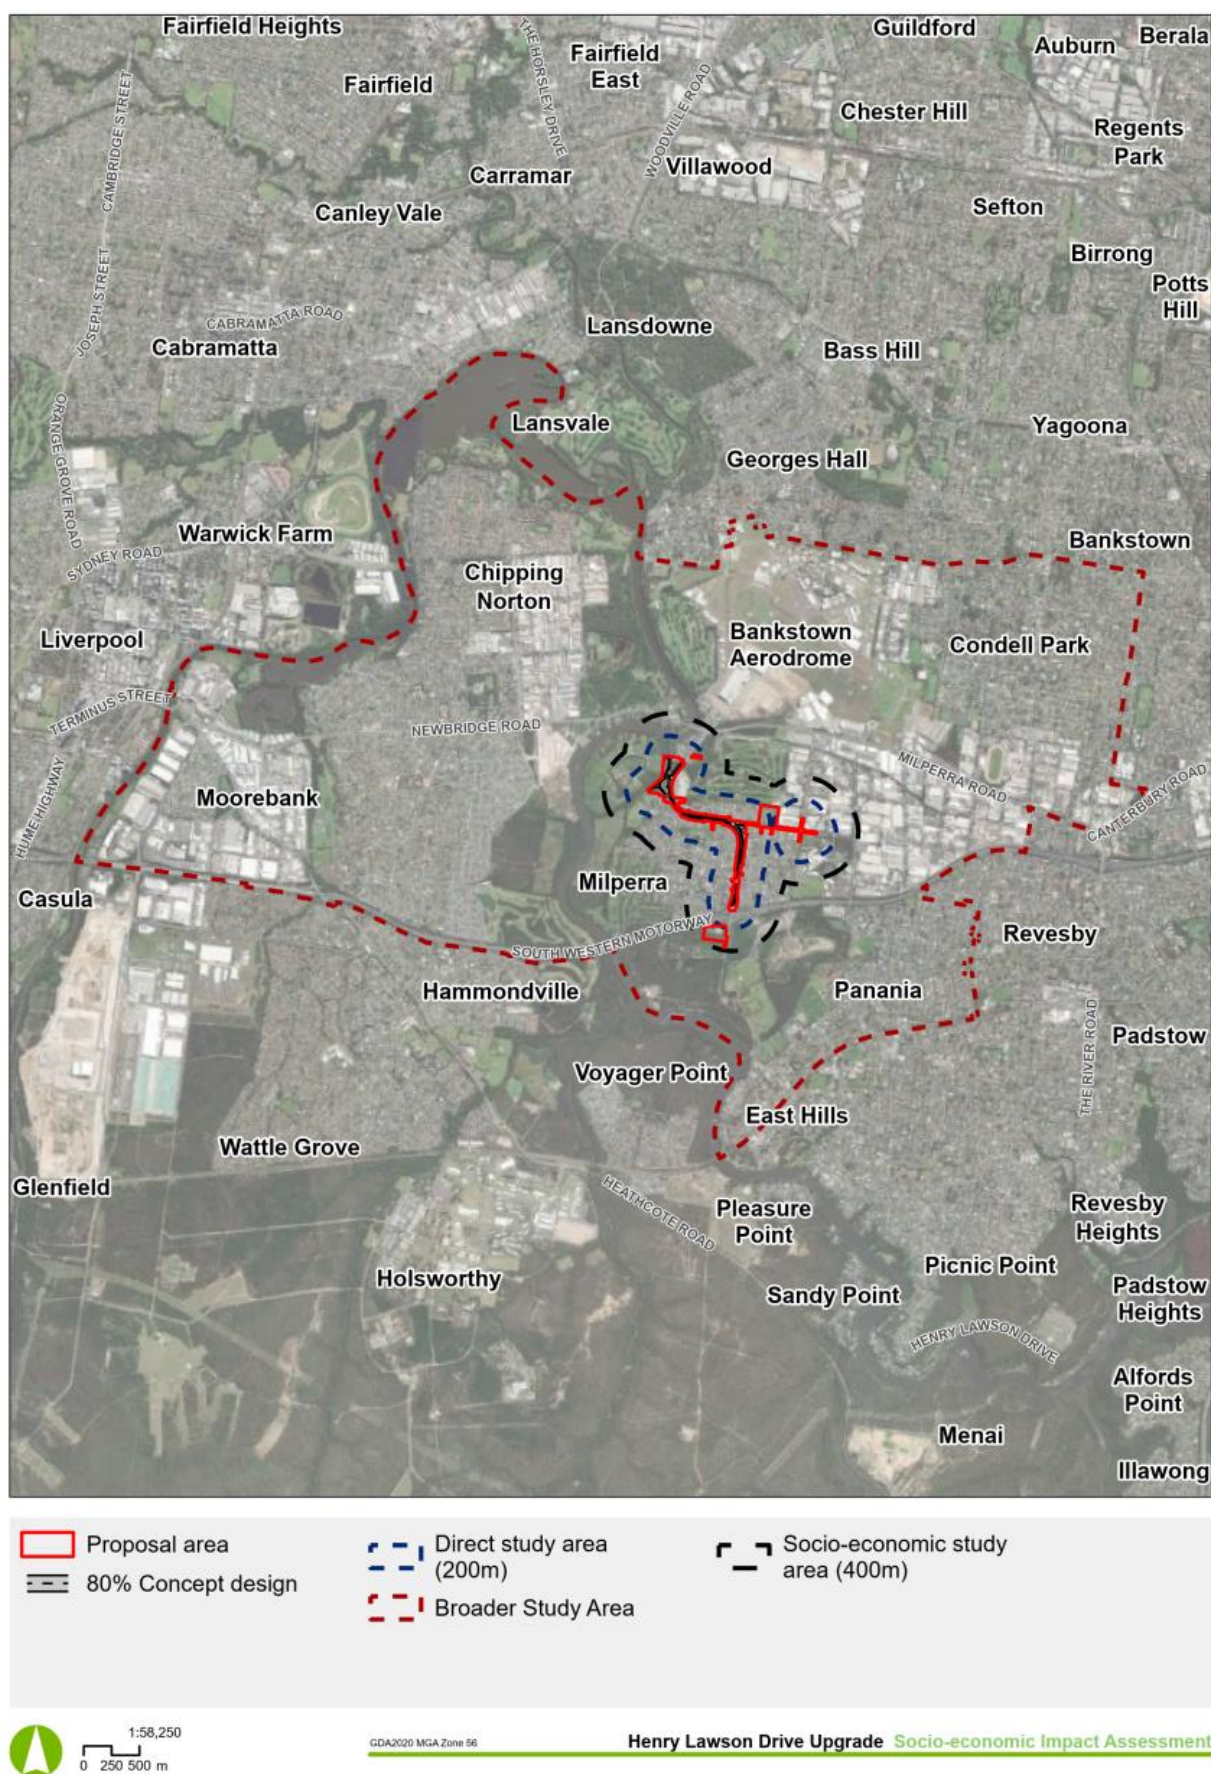 Fairfield Heights
Guildford
Berala
Auburn
Fairfield
East
Fairfield
THE HORSLEY DRIVE
WOODVILLE ROAD
Chester Hill
Regents
Park
CAMBRIDGE STREET
Villawood
Carramar
Canley Vale
Sefton
Birrong
Potts
Hill
JOSEPH STREET
CABRAMATTA ROAD
Cabramatta
Lansdowne
Bass Hill
Lansvale
Yagoona
Georges Hall
ORANGE GROVE ROAD
Warwick Farm
SYDNEY ROAD
Bankstown
Chipping
Norton
Liverpool
Bankstown
Aerodrome
Condell Park
TERMINUS STREET
NEWBRIDGE ROAD
MILPERRA ROAD
CANTERBURY ROAD
HUME HIGHWAY
Moorebank
Casula
Milperra
SOUTH WESTERN MOTORWAY
Revesby
Hammondville
Panania
THE RIVER ROAD
Padstow
Voyager Point
East Hills
Wattle Grove
Glenfield
HEATHCOTE ROAD
Pleasure
Point
Revesby
Heights
Picnic Point
Holsworthy
Sandy Point
Padstow
Heights
HENRY LAWSON DRIVE
Alfords
Point
Menai
Illawong
Proposal area
80% Concept design
Direct study area
(200m)
Broader Study Area
Socio-economic study
area (400m)
1:58,250
0 250 500 m
GDA2020 MGA Zone 56
Henry Lawson Drive Upgrade Socio-economic Impact Assessment